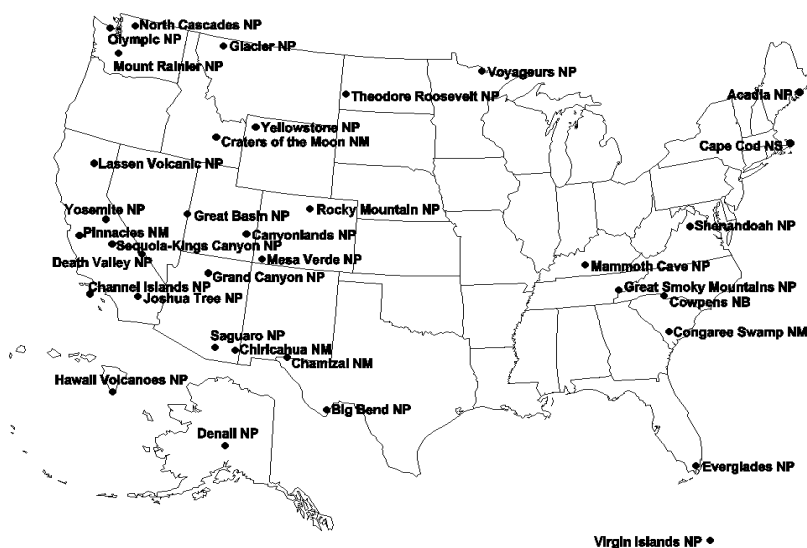 North Cascades NP
Olympic NP
Glacier NP
Mount Rainier NP
Voyageurs NP
Theodore Roosevelt NP
Acadia NP
Yellowstone NP
Craters of the Moon NM
Cape Cod NS
Lassen Volcanic NP
Yosemite NP
Great Basin NP
Rocky Mountain NP
Pinnacles NM
Canyonlands NP
Shenandoah NP
Sequoia-Kings Canyon NP
Death Valley NP
Mesa Verde NP
Mammoth Cave NP
Grand Canyon NP
Channel Islands NP
Joshua Tree NP
Great Smoky Mountains NP
Cowpens NB
Saguaro NP
Chiricahua NM
Chamizal NM
Congaree Swamp NM
Hawaii Volcanoes NP
Big Bend NP
Denali NP
Everglades NP
Virgin Islands NP